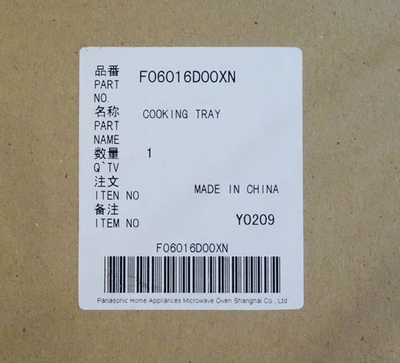 品番 F06016D00XN
PART
NO.
名称 COOKING TRAY
PART
NAME
数量 1
Q`TV
注文
ITEN NO MADE IN CHINA
备注
ITEM NO Y0209
F06016D00XN
Panasonic Home Appliances Microwave Oven Shanghai Co., Ltd